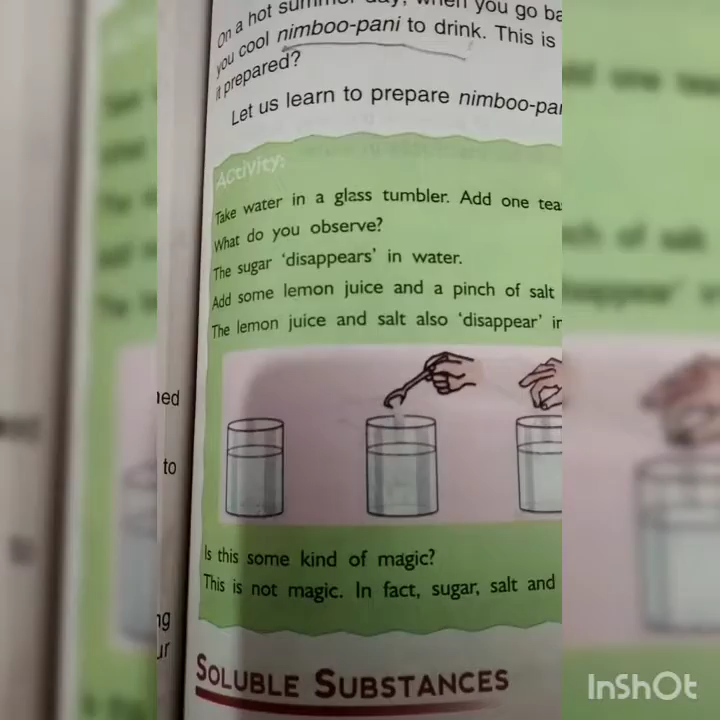 On a hot summer day, when you go ba
you cool nimboo-pani to drink. This is
it prepared?
Let us learn to prepare nimboo-pa
Activity:
Take water in a glass tumbler. Add one tea
What do you observe?
The sugar 'disappears' in water.
Add some lemon juice and a pinch of salt
The lemon juice and salt also 'disappear' in
ed
to
Is this some kind of magic?
This is not magic. In fact, sugar, salt and
ng
ur
SOLUBLE SUBSTANCES
InShOt